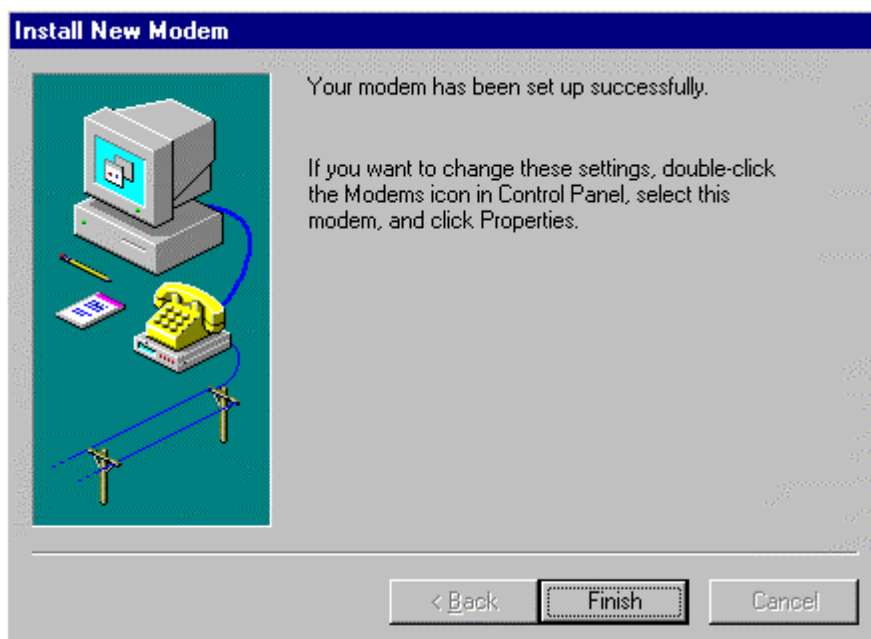 Install New Modem
Your modem has been set up successfully.
If you want to change these settings, double-click
the Modems icon in Control Panel, select this
modem, and click Properties.
< Back
Finish
Cancel